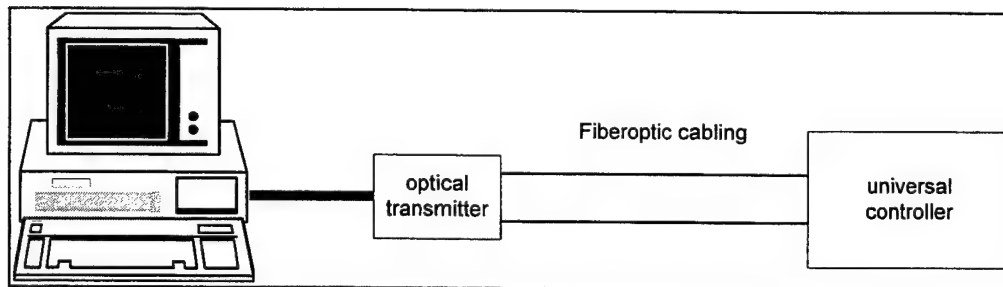 Fiberoptic cabling
optical
transmitter
universal
controller